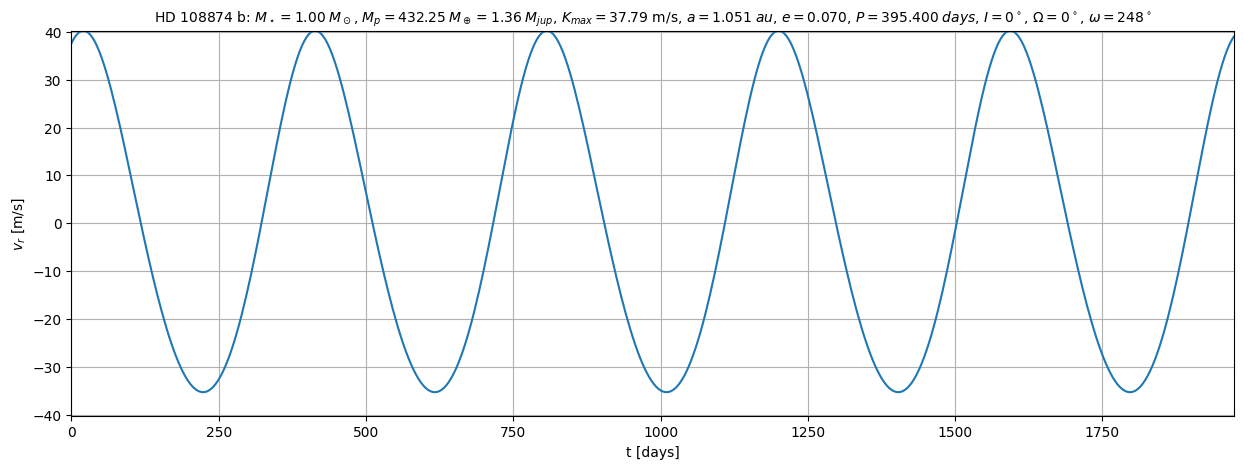 HD 108874 b: M⋆ = 1.00 M⊙, Mp = 432.25 M⊕ = 1.36 Mjup, Kmax = 37.79 m/s, a = 1.051 au, e = 0.070, P = 395.400 days, I = 0°, Ω = 0°, ω = 248°
40
30
20
10
0
−10
−20
−30
−40
vr [m/s]
0 250 500 750 1000 1250 1500 1750
t [days]